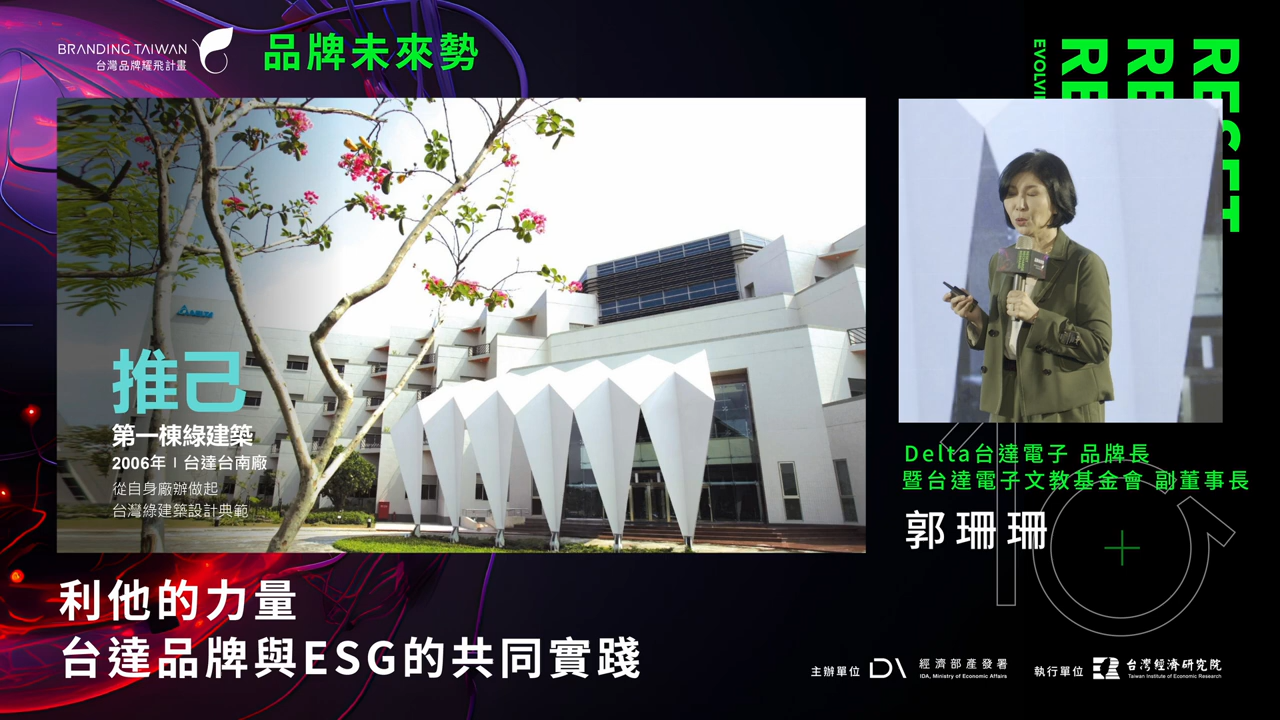 BRANDING TAIWAN
台灣品牌耀飛計畫
品牌未來勢
RESET
RE
RE
DELTA
推己
第一棟綠建築
2006年 | 台達台南廠
從自身廠辦做起
台灣綠建築設計典範
Delta台達電子 品牌長
暨台達電子文教基金會 副董事長
郭珊珊
利他的力量
台達品牌與ESG的共同實踐
主辦單位
經濟部產發署
IDA, Ministry of Economic Affairs
執行單位
台灣經濟研究院
Taiwan Institute of Economic Research